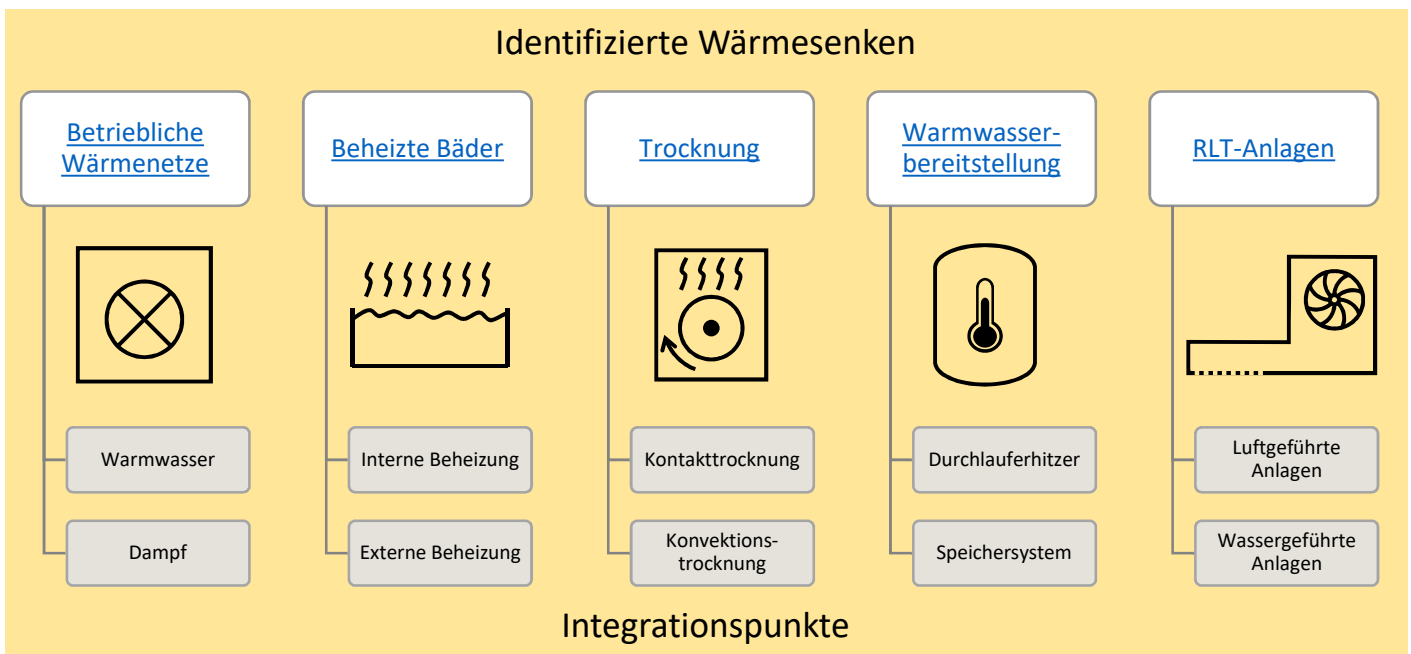 Identifizierte Wärmesenken
Betriebliche
Wärmenetze
Beheizte Bäder
Trocknung
Warmwasser-
bereitstellung
RLT-Anlagen
Warmwasser
Dampf
Interne Beheizung
Externe Beheizung
Kontakttrocknung
Konvektions-
trocknung
Durchlauferhitzer
Speichersystem
Luftgeführte
Anlagen
Wassergeführte
Anlagen
Integrationspunkte